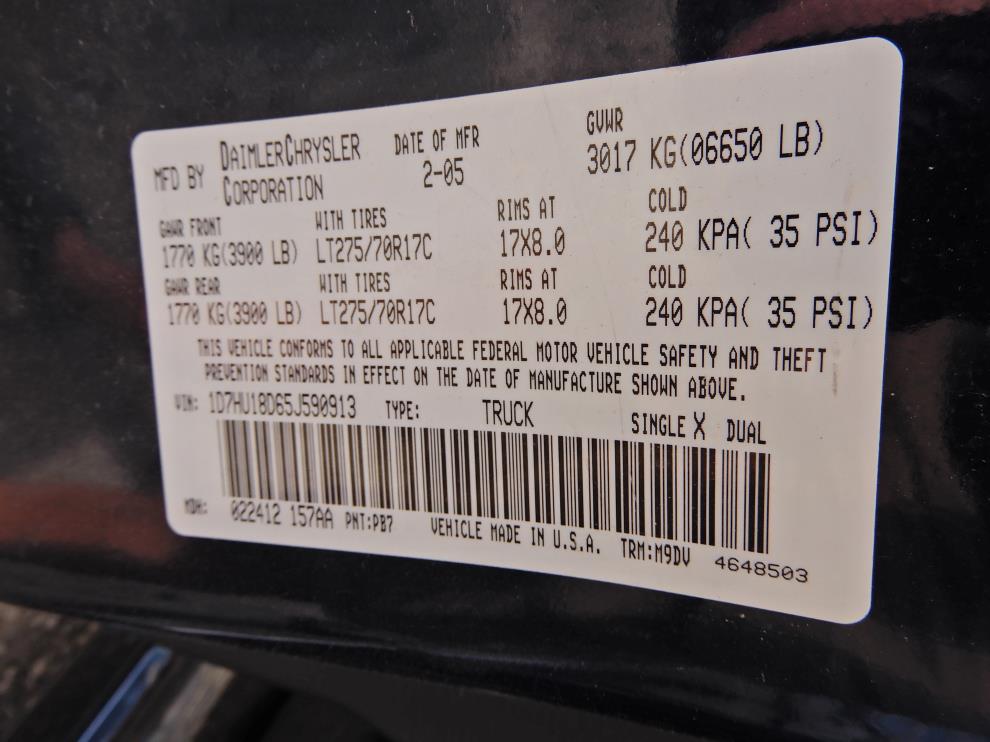 MFD BY DAIMLERCHRYSLER CORPORATION DATE OF MFR 2-05 GVWR 3017 KG(06650 LB)
GAWR FRONT WITH TIRES RIMS AT COLD
1770 KG(3900 LB) LT275/70R17C 17X8.0 240 KPA( 35 PSI)
GAWR REAR WITH TIRES RIMS AT COLD
1770 KG(3900 LB) LT275/70R17C 17X8.0 240 KPA( 35 PSI)
THIS VEHICLE CONFORMS TO ALL APPLICABLE FEDERAL MOTOR VEHICLE SAFETY AND THEFT
PREVENTION STANDARDS IN EFFECT ON THE DATE OF MANUFACTURE SHOWN ABOVE.
VIN: 1D7HU18D65J590913 TYPE: TRUCK SINGLE X DUAL
MDH: 022412 157AA PNT:PB7 VEHICLE MADE IN U.S.A. TRM:M9DV 4648503